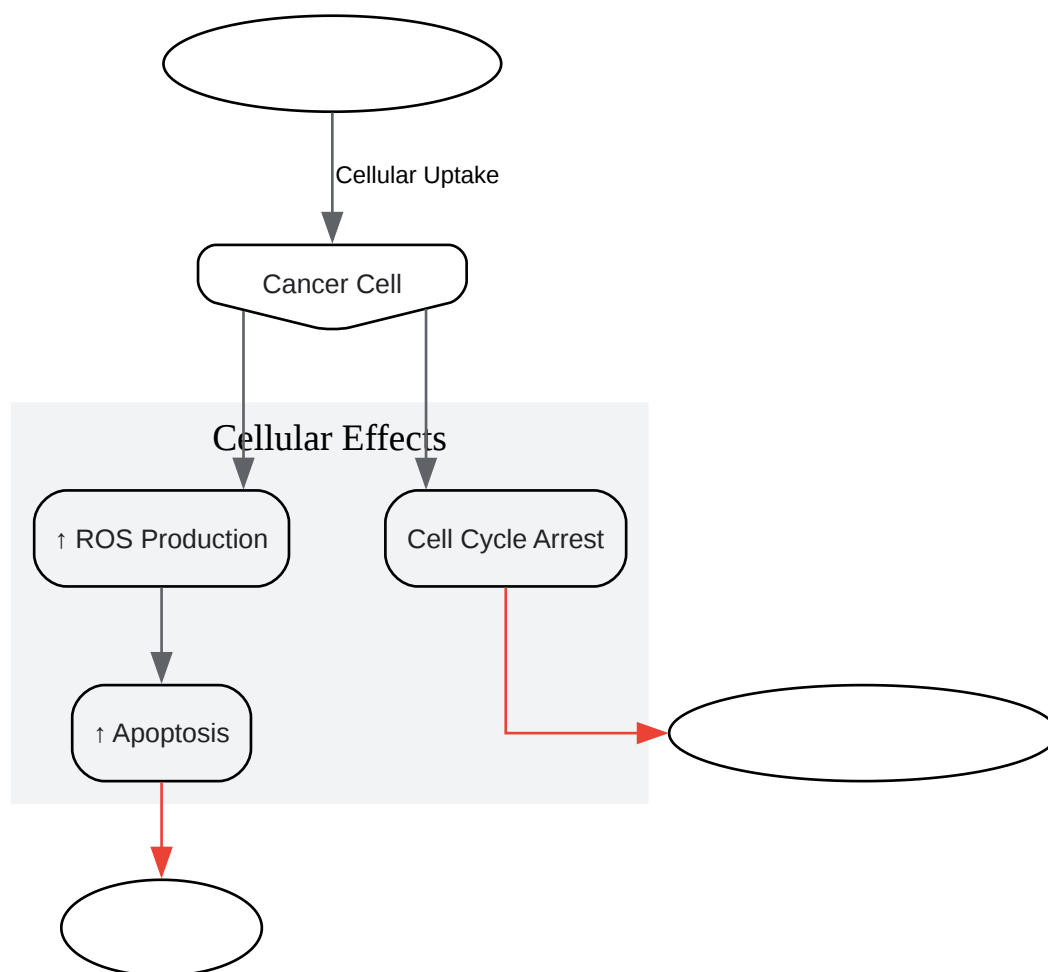 Cellular Uptake
Cancer Cell
Cellular Effects
↑ ROS Production
Cell Cycle Arrest
↑ Apoptosis